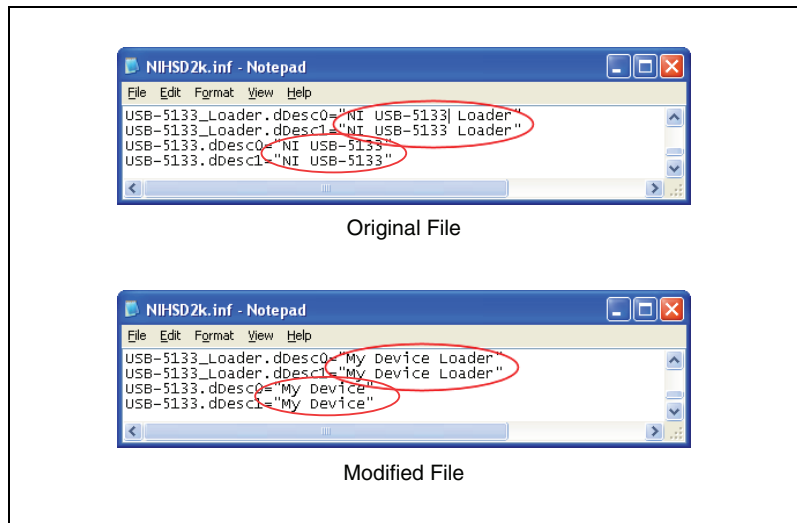 NIHSD2k.inf - Notepad
File Edit Format View Help
USB-5133_Loader.dDesc0="NI USB-5133 Loader"
USB-5133_Loader.dDesc1="NI USB-5133 Loader"
USB-5133.dDesc0="NI USB-5133"
USB-5133.dDesc1="NI USB-5133"
Original File
NIHSD2k.inf - Notepad
File Edit Format View Help
USB-5133_Loader.dDesc0="My Device Loader"
USB-5133_Loader.dDesc1="My Device Loader"
USB-5133.dDesc0="My Device"
USB-5133.dDesc1="My Device"
Modified File